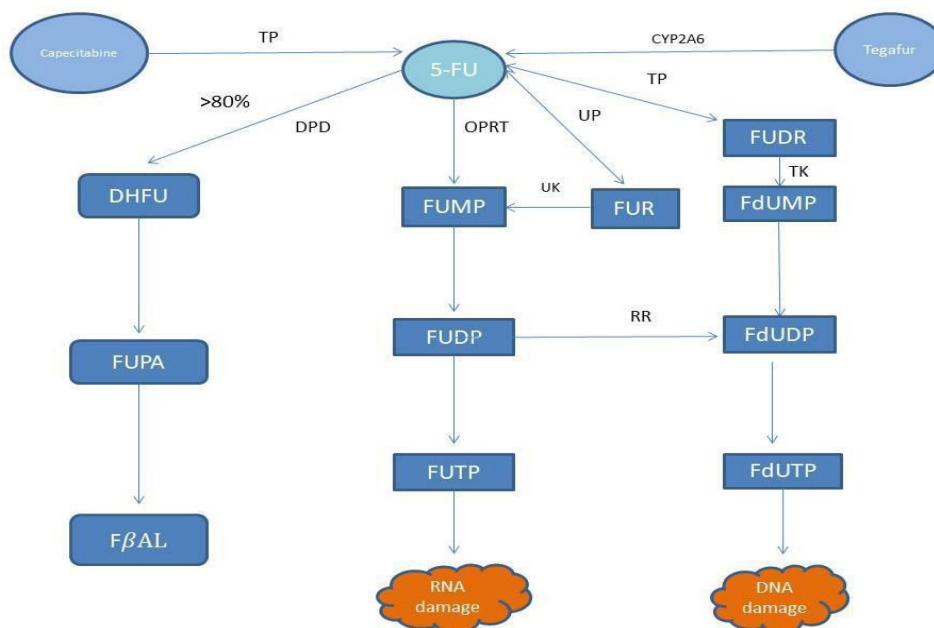 Capecitabine
TP
5-FU
CYP2A6
Tegafur
>80%
DPD
OPRT
UP
TP
FUDR
DHFU
FUMP
UK
FUR
TK
FdUMP
FUPA
FUDP
RR
FdUDP
FUTP
FdUTP
FβAL
RNA
damage
DNA
damage